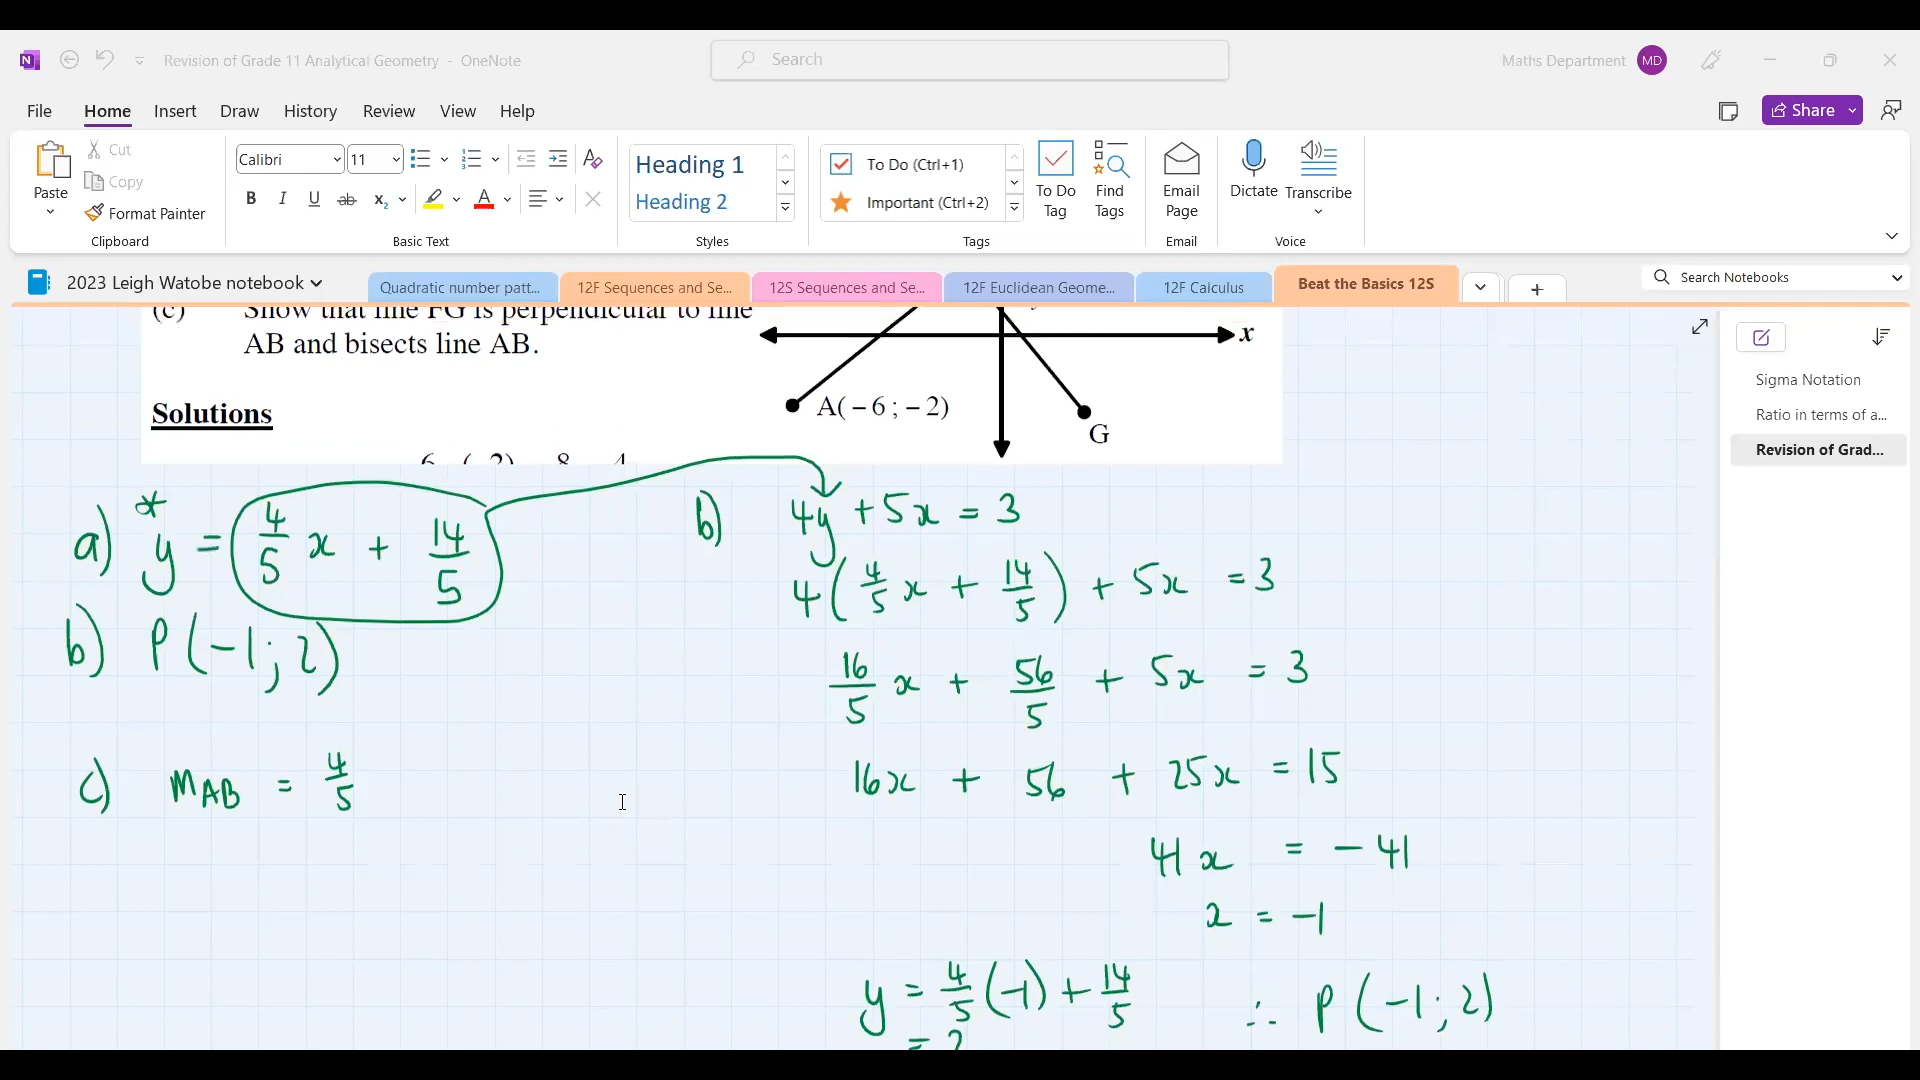 Revision of Grade 11 Analytical Geometry - OneNote
Search
Maths Department MD
File Home Insert Draw History Review View Help
Share
Paste
Cut
Copy
Format Painter
Clipboard
Calibri 11
B I U ab x₂ A
Basic Text
Heading 1
Heading 2
Styles
To Do (Ctrl+1)
Important (Ctrl+2)
To Do Tag
Find Tags
Tags
Email Page
Email
Dictate
Transcribe
Voice
2023 Leigh Watobe notebook
Quadratic number patt...
12F Sequences and Se...
12S Sequences and Se...
12F Euclidean Geome...
12F Calculus
Beat the Basics 12S
Search Notebooks
Sigma Notation
Ratio in terms of a...
Revision of Grad...
(c) Show that line FG is perpendicular to line
AB and bisects line AB.
x
A(−6 ; −2)
G
Solutions
a) * y = 4/5 x + 14/5
b) P(-1; 2)
c) mAB = 4/5
b) 4y + 5x = 3
4(4/5 x + 14/5) + 5x = 3
16/5 x + 56/5 + 5x = 3
16x + 56 + 25x = 15
41x = -41
x = -1
y = 4/5 (-1) + 14/5
= 2
∴ P(-1; 2)